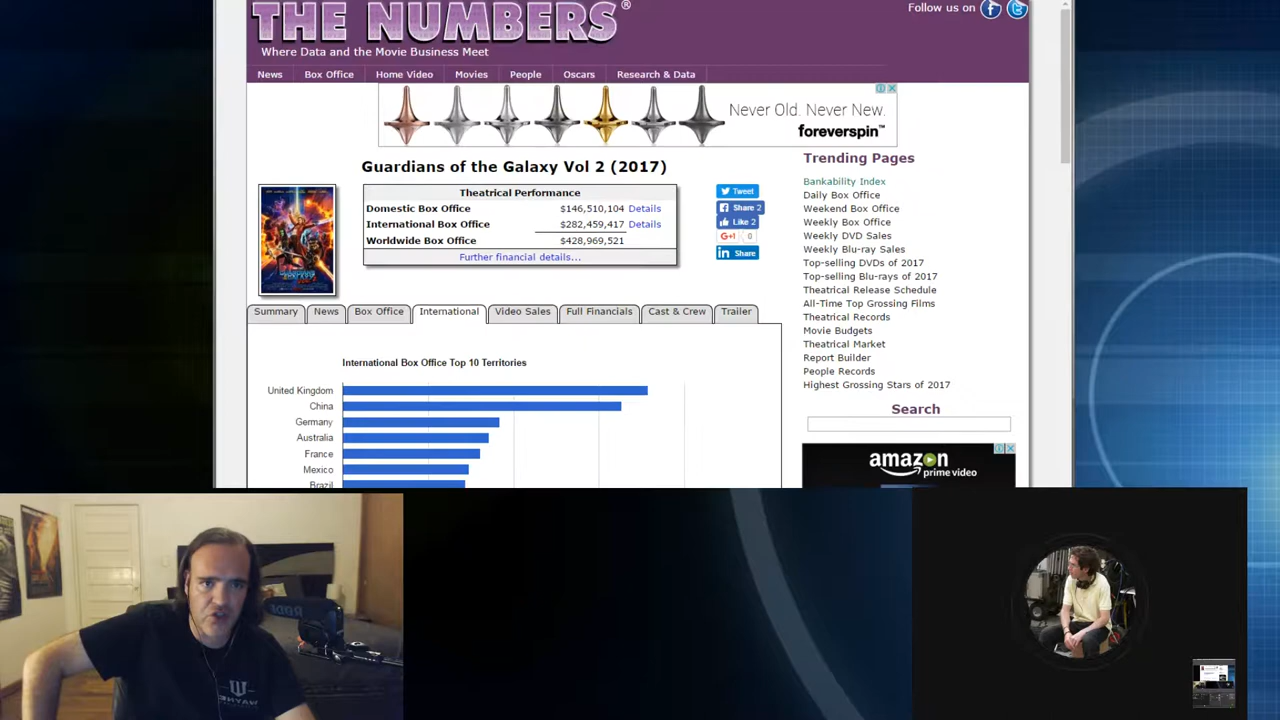 THE NUMBERS®
Where Data and the Movie Business Meet
Follow us on
News Box Office Home Video Movies People Oscars Research & Data
Never Old. Never New.
foreverspin™
Guardians of the Galaxy Vol 2 (2017)
Theatrical Performance
Domestic Box Office $146,510,104 Details
International Box Office $282,459,417 Details
Worldwide Box Office $428,969,521
Further financial details...
Tweet
Share 2
Like 2
G+1 0
in Share
Summary News Box Office International Video Sales Full Financials Cast & Crew Trailer
International Box Office Top 10 Territories
United Kingdom
China
Germany
Australia
France
Mexico
Brazil
Trending Pages
Bankability Index
Daily Box Office
Weekend Box Office
Weekly Box Office
Weekly DVD Sales
Weekly Blu-ray Sales
Top-selling DVDs of 2017
Top-selling Blu-rays of 2017
Theatrical Release Schedule
All-Time Top Grossing Films
Theatrical Records
Movie Budgets
Theatrical Market
Report Builder
People Records
Highest Grossing Stars of 2017
Search
amazon
prime video
RØDE
W
WAYNE